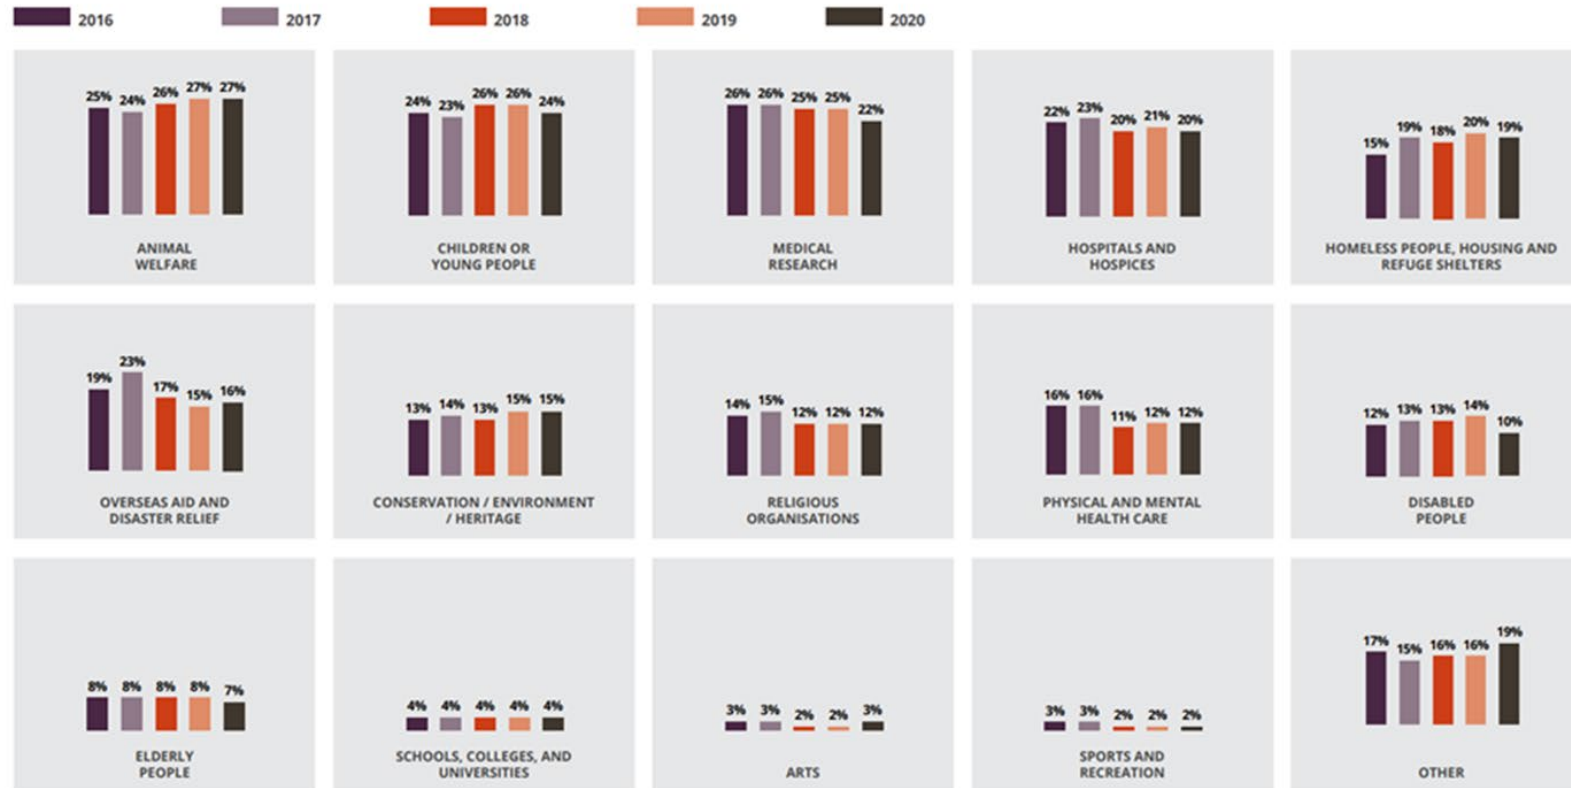 2016 2017 2018 2019 2020
25% 24% 26% 27% 27%
ANIMAL
WELFARE
24% 23% 26% 26% 24%
CHILDREN OR
YOUNG PEOPLE
26% 26% 25% 25% 22%
MEDICAL
RESEARCH
22% 23% 20% 21% 20%
HOSPITALS AND
HOSPICES
15% 19% 18% 20% 19%
HOMELESS PEOPLE, HOUSING AND
REFUGE SHELTERS
19% 23% 17% 15% 16%
OVERSEAS AID AND
DISASTER RELIEF
13% 14% 13% 15% 15%
CONSERVATION / ENVIRONMENT
/ HERITAGE
14% 15% 12% 12% 12%
RELIGIOUS
ORGANISATIONS
16% 16% 11% 12% 12%
PHYSICAL AND MENTAL
HEALTH CARE
12% 13% 13% 14% 10%
DISABLED
PEOPLE
8% 8% 8% 8% 7%
ELDERLY
PEOPLE
4% 4% 4% 4% 4%
SCHOOLS, COLLEGES, AND
UNIVERSITIES
3% 3% 2% 2% 3%
ARTS
3% 3% 2% 2% 2%
SPORTS AND
RECREATION
17% 15% 16% 16% 19%
OTHER